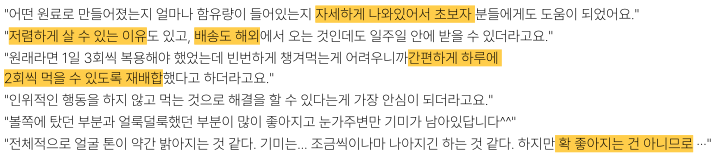 "어떤 원료로 만들어졌는지 얼마나 함유량이 들어있는지 자세하게 나와있어서 초보자 분들에게도 도움이 되었어요."
"저렴하게 살 수 있는 이유도 있고, 배송도 해외에서 오는 것인데도 일주일 안에 받을 수 있더라고요."
"원래라면 1일 3회씩 복용해야 했었는데 빈번하게 챙겨먹는게 어려우니까간편하게 하루에
2회씩 먹을 수 있도록 재배합했다고 하더라고요."
"인위적인 행동을 하지 않고 먹는 것으로 해결을 할 수 있다는게 가장 안심이 되더라고요."
"볼쪽에 탔던 부분과 얼룩덜룩했던 부분이 많이 좋아지고 눈가주변만 기미가 남아있답니다^^"
"전체적으로 얼굴 톤이 약간 밝아지는 것 같다. 기미는... 조금씩이나마 나아지긴 하는 것 같다. 하지만 확 좋아지는 건 아니므로 …"